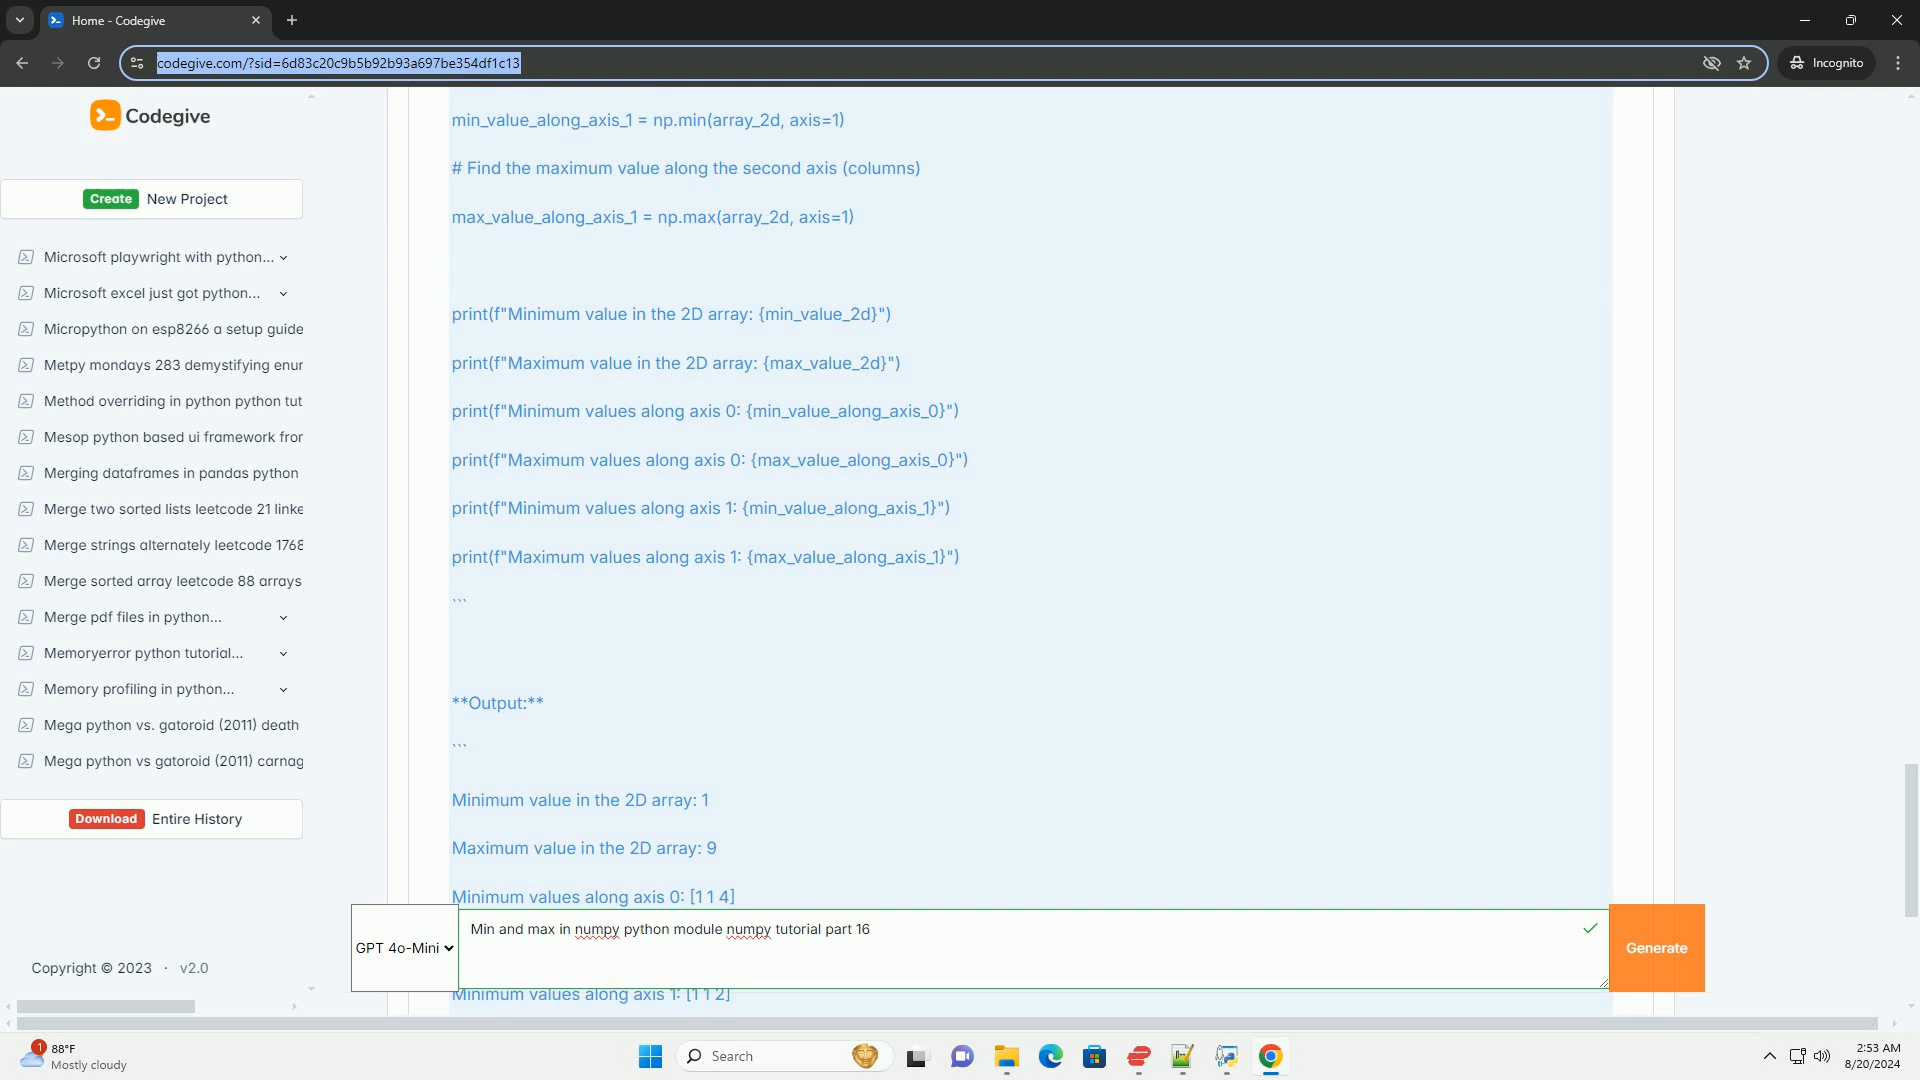 Home - Codegive
codegive.com/?sid=6d83c20c9b5b92b93a697be354df1c13
Incognito
Codegive
Create New Project
Microsoft playwright with python...
Microsoft excel just got python...
Micropython on esp8266 a setup guide
Metpy mondays 283 demystifying enur
Method overriding in python python tut
Mesop python based ui framework fror
Merging dataframes in pandas python
Merge two sorted lists leetcode 21 linke
Merge strings alternately leetcode 1768
Merge sorted array leetcode 88 arrays
Merge pdf files in python...
Memoryerror python tutorial...
Memory profiling in python...
Mega python vs. gatoroid (2011) death
Mega python vs gatoroid (2011) carnag
Download Entire History
Copyright © 2023 · v2.0
min_value_along_axis_1 = np.min(array_2d, axis=1)
# Find the maximum value along the second axis (columns)
max_value_along_axis_1 = np.max(array_2d, axis=1)
print(f"Minimum value in the 2D array: {min_value_2d}")
print(f"Maximum value in the 2D array: {max_value_2d}")
print(f"Minimum values along axis 0: {min_value_along_axis_0}")
print(f"Maximum values along axis 0: {max_value_along_axis_0}")
print(f"Minimum values along axis 1: {min_value_along_axis_1}")
print(f"Maximum values along axis 1: {max_value_along_axis_1}")
```
**Output:**
```
Minimum value in the 2D array: 1
Maximum value in the 2D array: 9
Minimum values along axis 0: [1 1 4]
GPT 4o-Mini
Min and max in numpy python module numpy tutorial part 16
Generate
Minimum values along axis 1: [1 1 2]
1
88°F
Mostly cloudy
Search
2:53 AM
8/20/2024